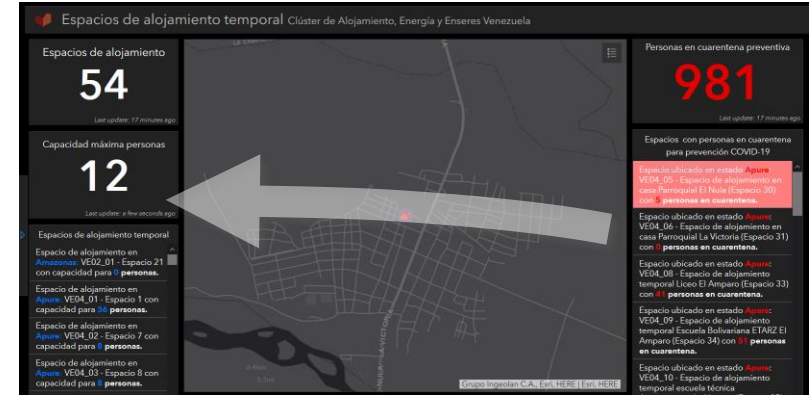 Espacios de alojamiento temporal Clúster de Alojamiento, Energía y Enseres Venezuela
Espacios de alojamiento
54
Last update: 17 minutes ago
Capacidad máxima personas
12
Last update: a few seconds ago
Espacios de alojamiento temporal
Espacio de alojamiento en
Amazonas: VE02_01 - Espacio 21
con capacidad para 0 personas.
Espacio de alojamiento en
Apure: VE04_01 - Espacio 1 con
capacidad para 36 personas.
Espacio de alojamiento en
Apure: VE04_02 - Espacio 7 con
capacidad para 8 personas.
Espacio de alojamiento en
Apure: VE04_03 - Espacio 8 con
capacidad para 8 personas.
NULA - LA VICTORIA
0.4km
Grupo Ingeolan C.A., Esri, HERE | Esri, HERE
Personas en cuarentena preventiva
981
Last update: 17 minutes ago
Espacios con personas en cuarentena
para prevención COVID-19
Espacio ubicado en estado Apure:
VE04_05 - Espacio de alojamiento en
casa Parroquial El Nula (Espacio 30)
con 5 personas en cuarentena.
Espacio ubicado en estado Apure:
VE04_06 - Espacio de alojamiento en
casa Parroquial La Victoria (Espacio 31)
con 0 personas en cuarentena.
Espacio ubicado en estado Apure:
VE04_08 - Espacio de alojamiento
temporal Liceo El Amparo (Espacio 33)
con 41 personas en cuarentena.
Espacio ubicado en estado Apure:
VE04_09 - Espacio de alojamiento
temporal Escuela Bolivariana ETARZ El
Amparo (Espacio 34) con 51 personas
en cuarentena.
Espacio ubicado en estado Apure:
VE04_10 - Espacio de alojamiento
temporal escuela técnica